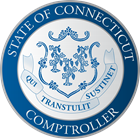 STATE OF CONNECTICUT
QUI TRANSTULIT SUSTINET
COMPTROLLER